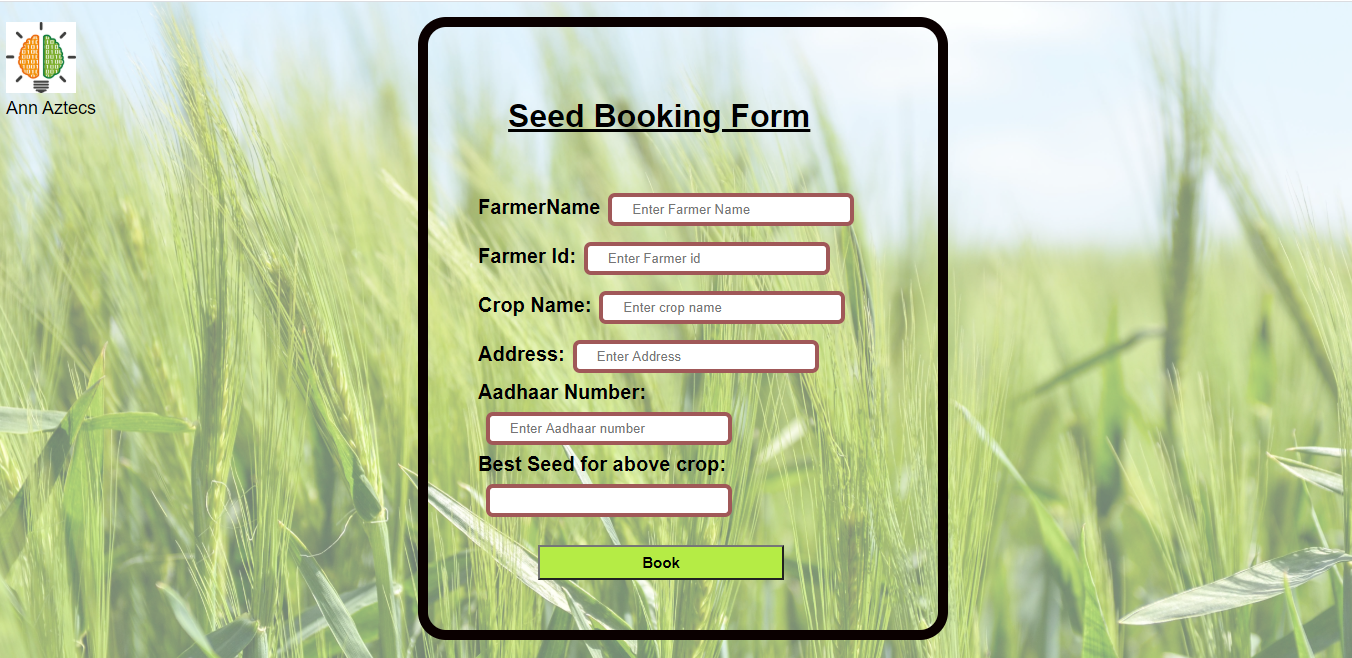 Ann Aztecs
Seed Booking Form
FarmerName Enter Farmer Name
Farmer Id: Enter Farmer id
Crop Name: Enter crop name
Address: Enter Address
Aadhaar Number:
Enter Aadhaar number
Best Seed for above crop:
Book